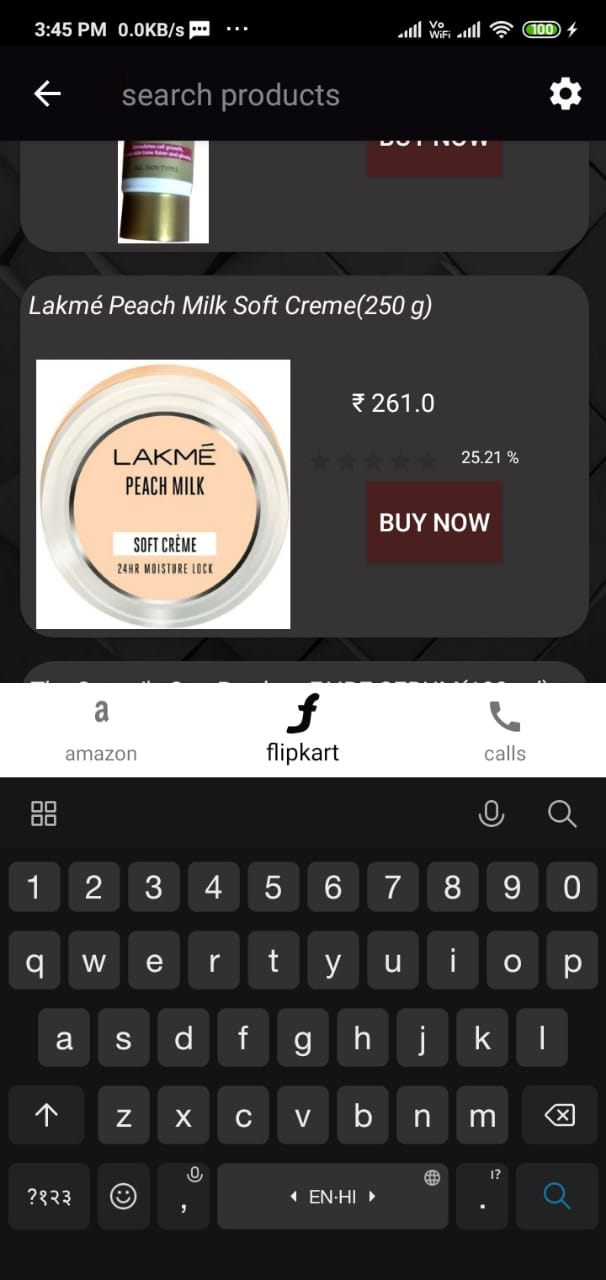 3:45 PM 0.0KB/s ...
Vo
WiFi
100
search products
ALL SKIN TYPES
BUY NOW
Lakmé Peach Milk Soft Creme(250 g)
LAKMÉ
PEACH MILK
SOFT CRÈME
24HR MOISTURE LOCK
₹ 261.0
25.21 %
BUY NOW
a
amazon
f
flipkart
calls
1 2 3 4 5 6 7 8 9 0
q w e r t y u i o p
a s d f g h j k l
z x c v b n m
?१२३ , EN·HI . !?